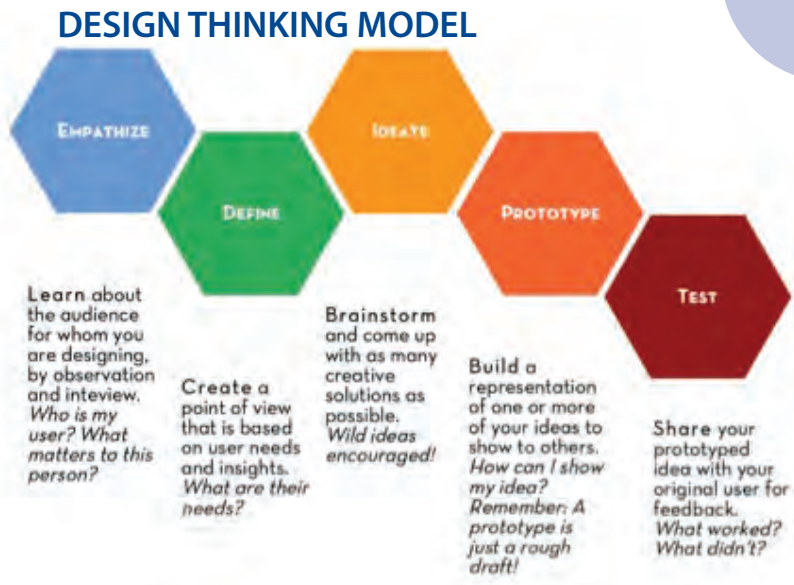 DESIGN THINKING MODEL
EMPATHIZE
Learn about
the audience
for whom you
are designing,
by observation
and inteview.
Who is my
user? What
matters to this
person?
DEFINE
Create a
point of view
that is based
on user needs
and insights.
What are their
needs?
IDEATE
Brainstorm
and come up
with as many
creative
solutions as
possible.
Wild ideas
encouraged!
PROTOTYPE
Build a
representation
of one or more
of your ideas to
show to others.
How can I show
my idea?
Remember: A
prototype is
just a rough
draft!
TEST
Share your
prototyped
idea with your
original user for
feedback.
What worked?
What didn't?